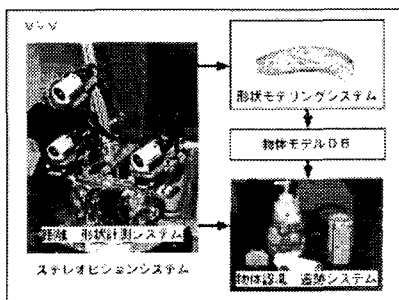 VVV
形状モデリングシステム
物体モデルDB
距離 形状計測システム
物体認識 追跡システム
ステレオビジョンシステム